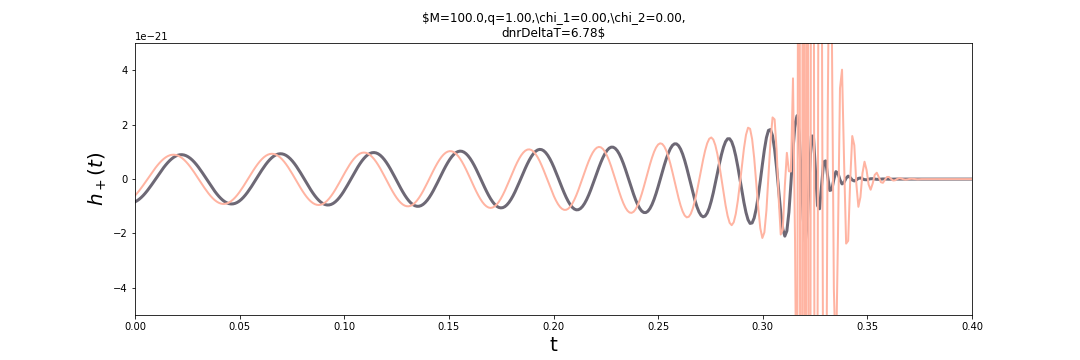 $M=100.0,q=1.00,\chi_1=0.00,\chi_2=0.00,
dnrDeltaT=6.78$
1e−21
4
2
0
−2
−4
h₊(t)
0.00 0.05 0.10 0.15 0.20 0.25 0.30 0.35 0.40
t